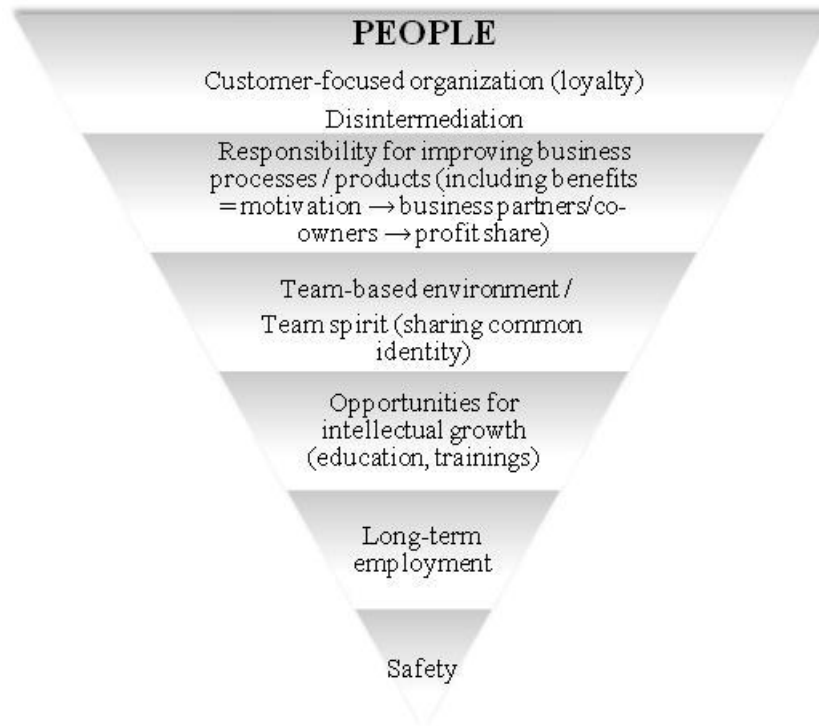 PEOPLE
Customer-focused organization (loyalty)
Disintermediation
Responsibility for improving business
processes / products (including benefits
=motivation →business partners/co-
owners →profit share)
Team-based environment /
Team spirit (sharing common
identity)
Opportunities for
intellectual growth
(education, trainings)
Long-term
employment
Safety